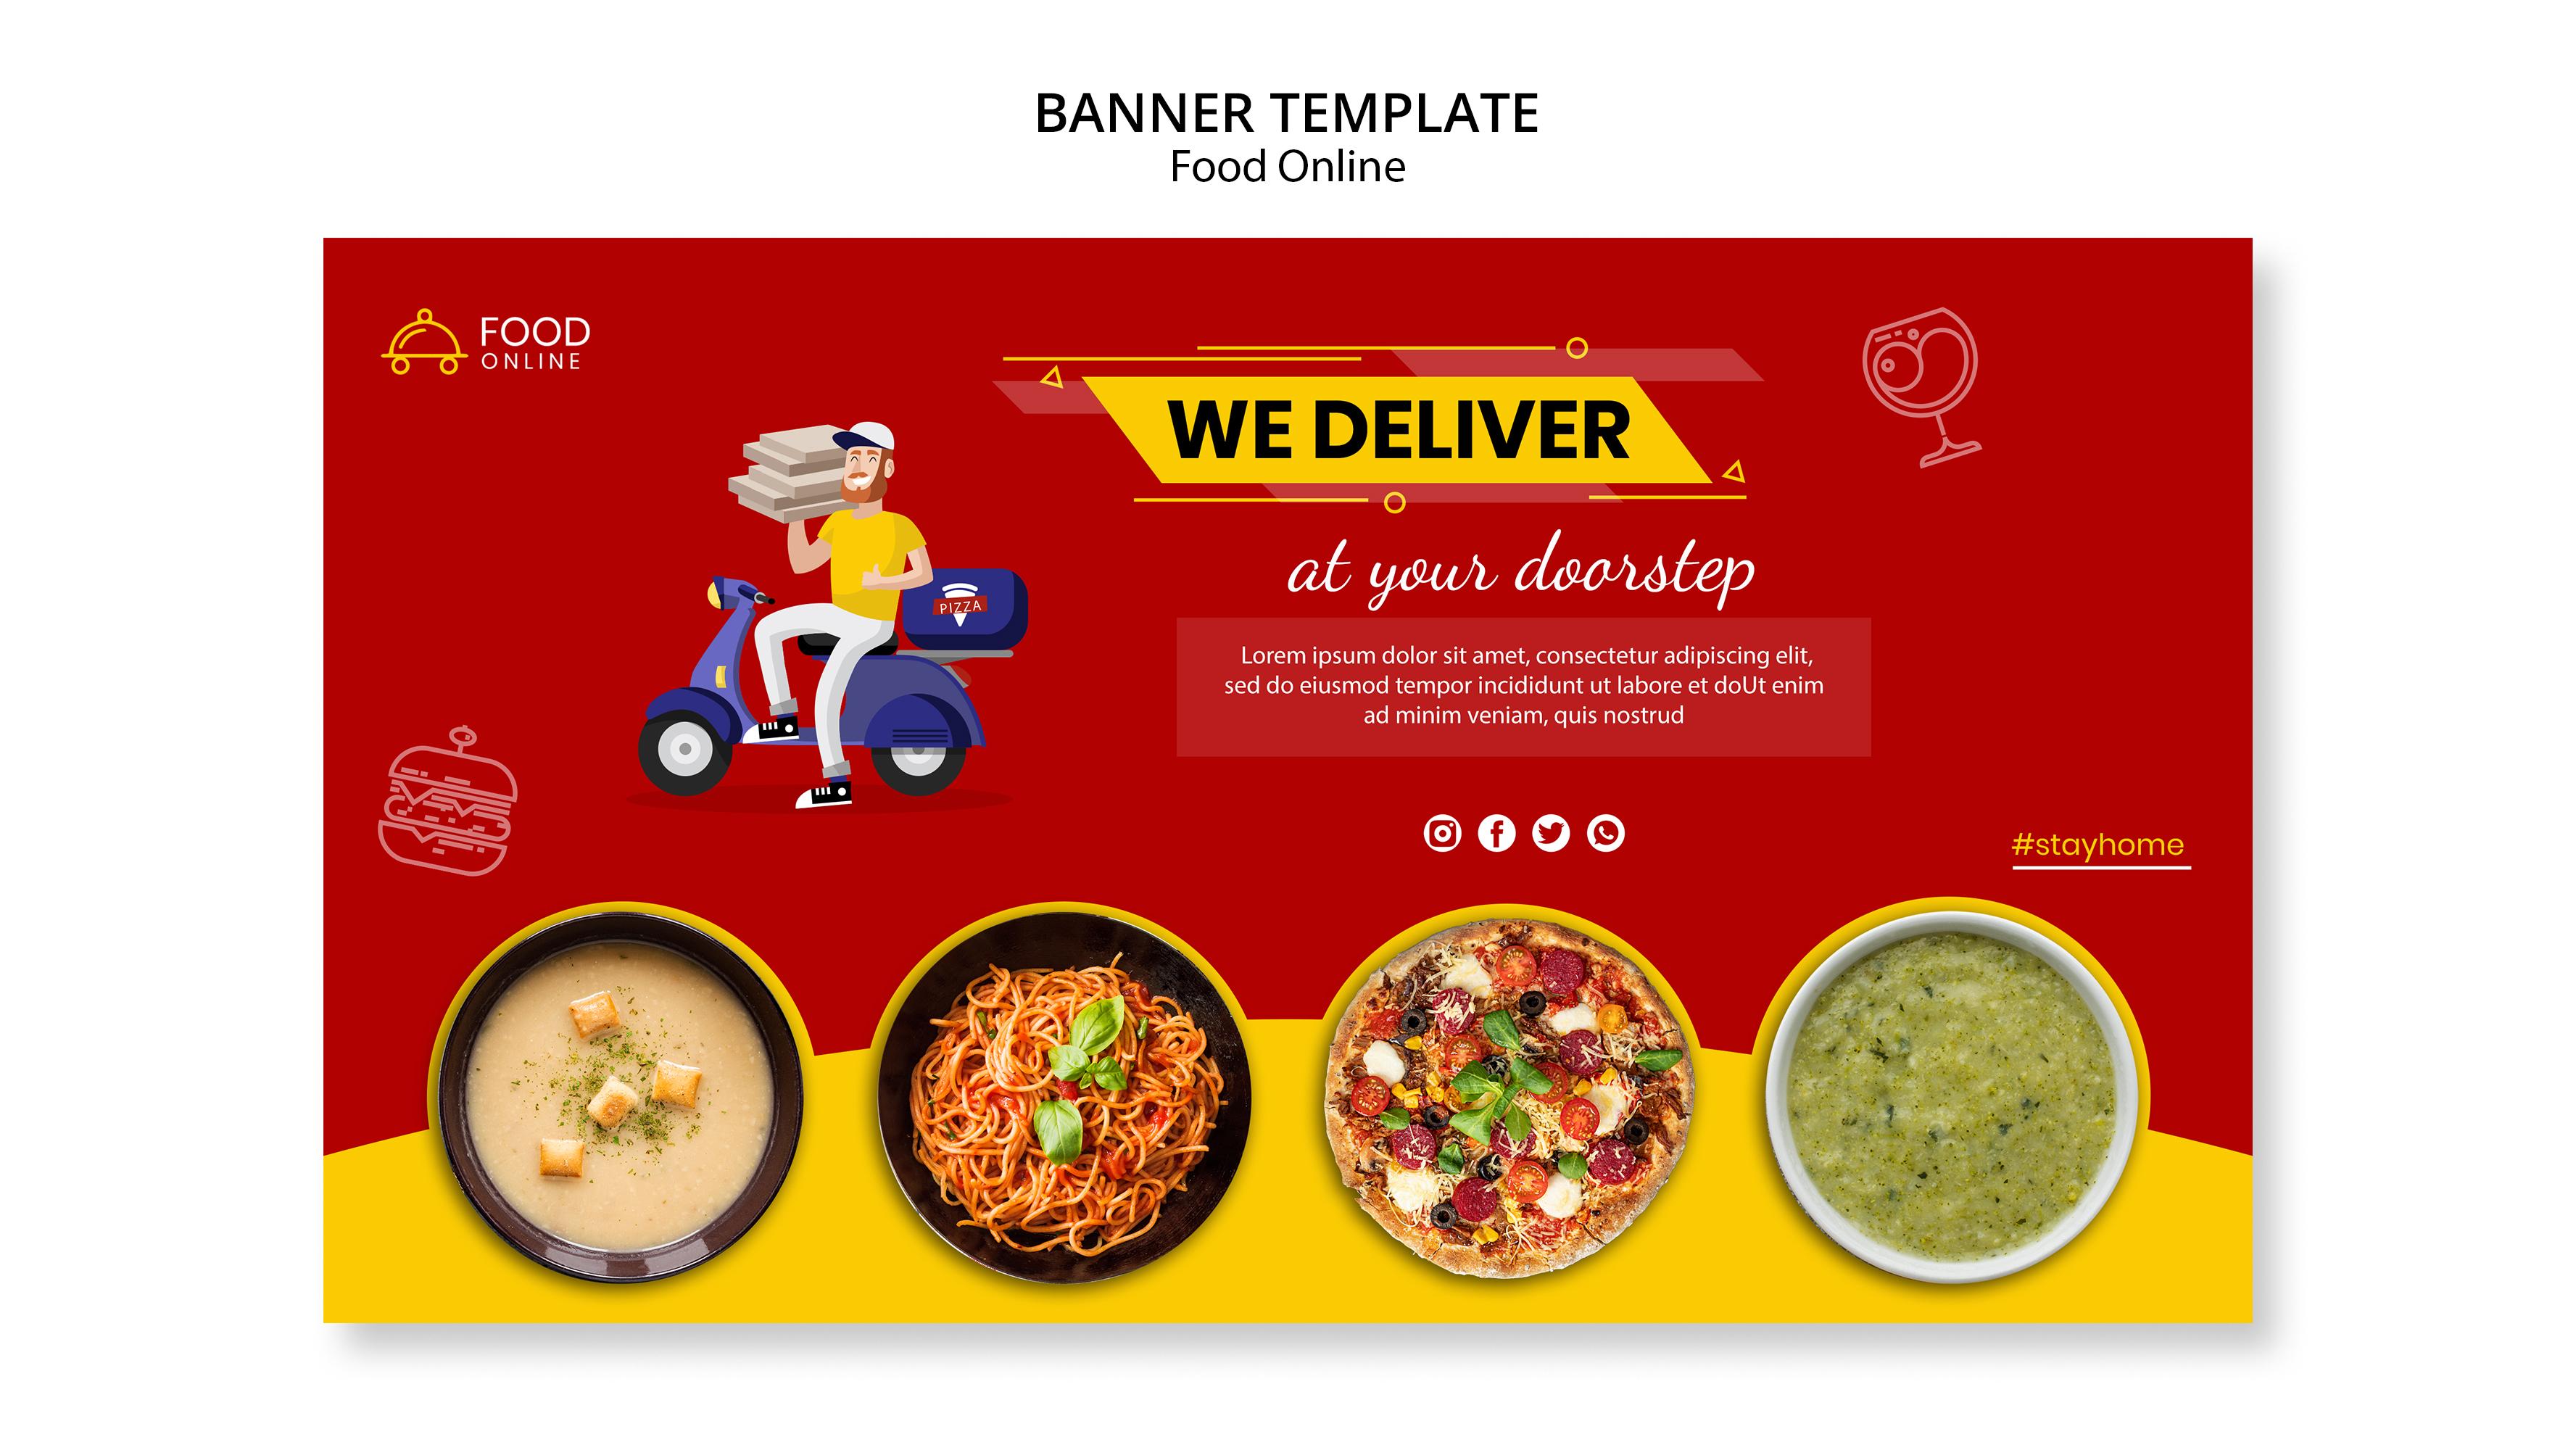 BANNER TEMPLATE
Food Online
FOOD
ONLINE
WE DELIVER
at your doorstep
PIZZA
Lorem ipsum dolor sit amet, consectetur adipiscing elit,
sed do eiusmod tempor incididunt ut labore et doUt enim
ad minim veniam, quis nostrud
#stayhome